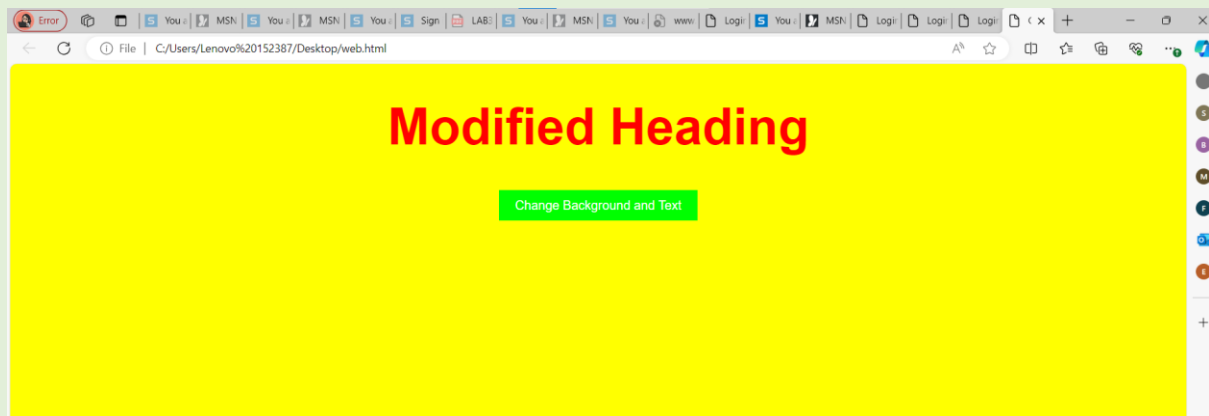 Error You MSN You MSN You Sign LAB3 You MSN You www Login You MSN Login Login Login
File | C:/Users/Lenovo%20152387/Desktop/web.html
Modified Heading
Change Background and Text
S
B
M
F
E